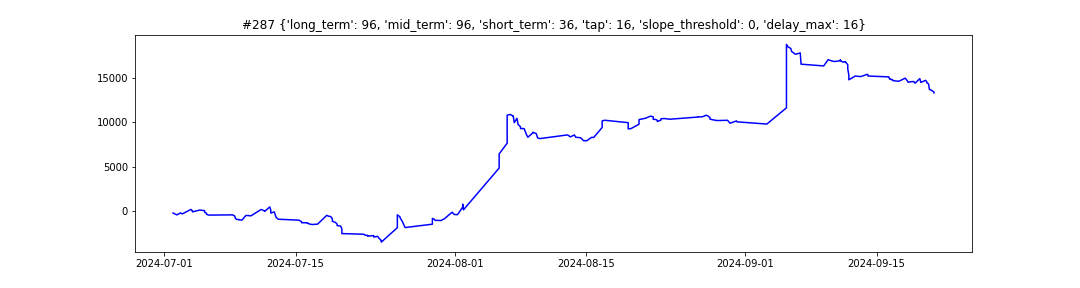 #287 {'long_term': 96, 'mid_term': 96, 'short_term': 36, 'tap': 16, 'slope_threshold': 0, 'delay_max': 16}
15000
10000
5000
0
2024-07-01 2024-07-15 2024-08-01 2024-08-15 2024-09-01 2024-09-15